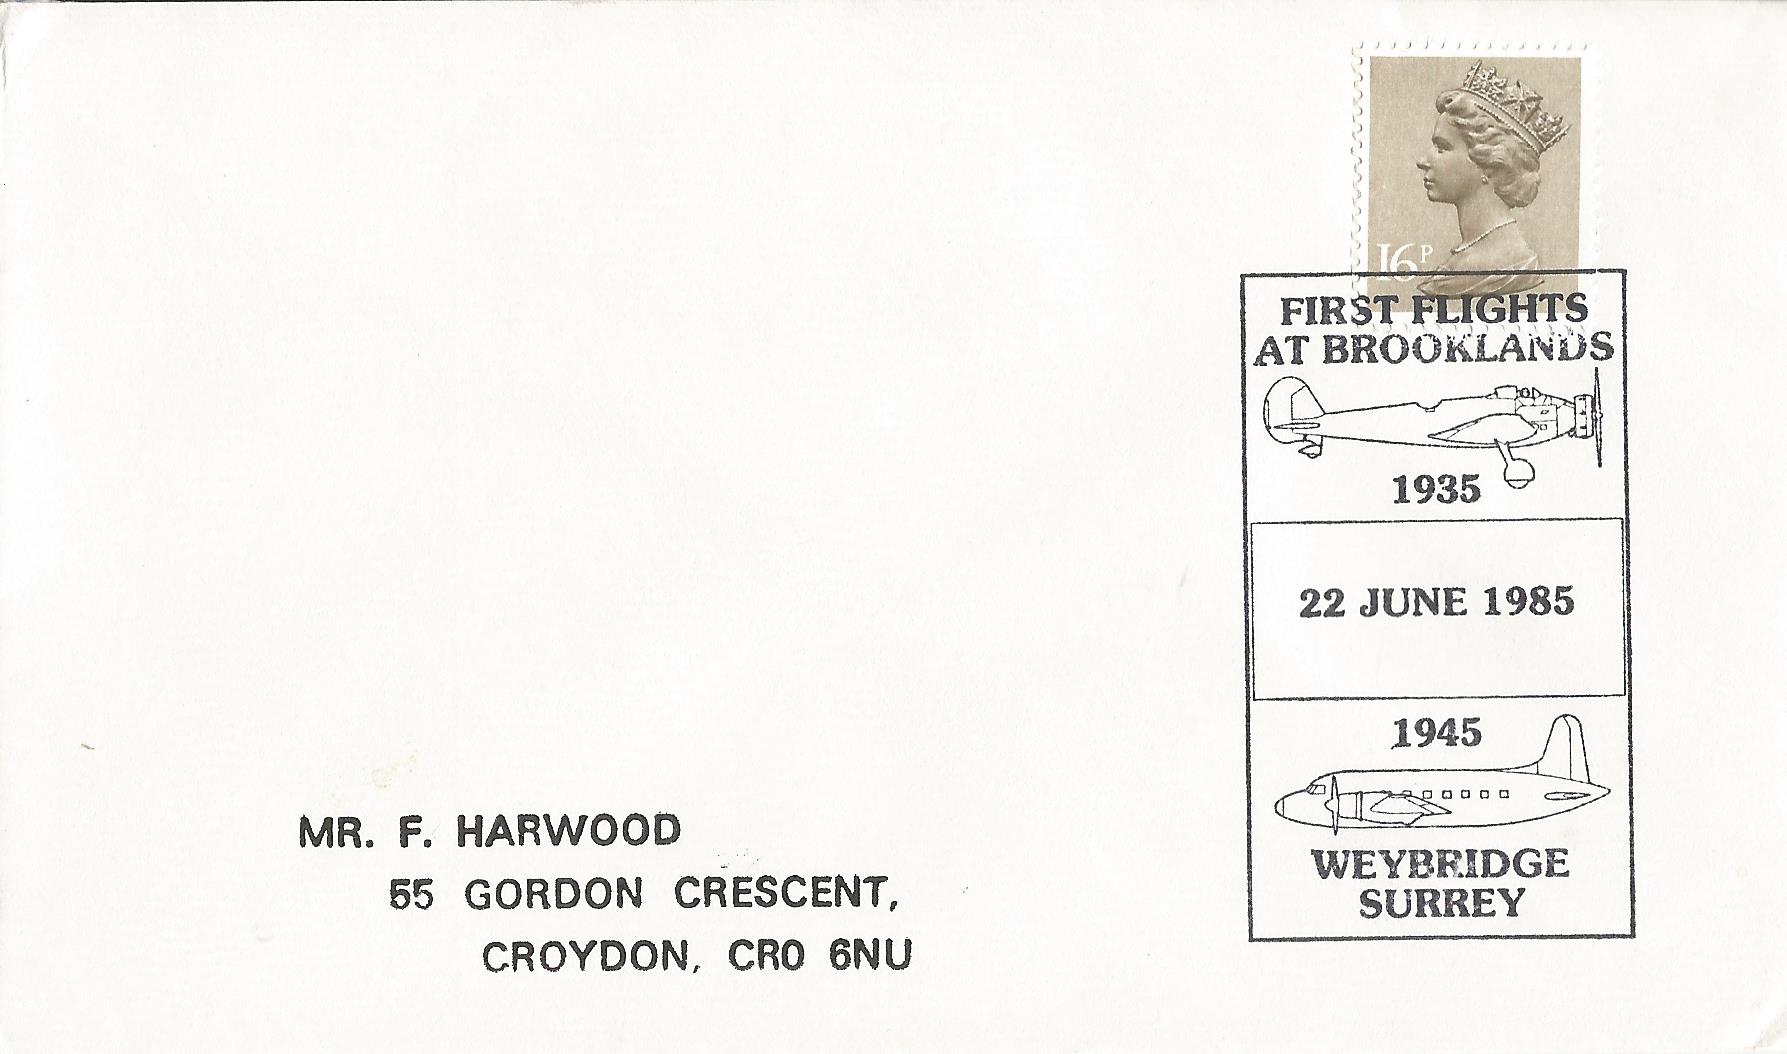 16P
FIRST FLIGHTS
AT BROOKLANDS
1935
22 JUNE 1985
1945
WEYBRIDGE
SURREY
MR. F. HARWOOD
55 GORDON CRESCENT,
CROYDON, CR0 6NU